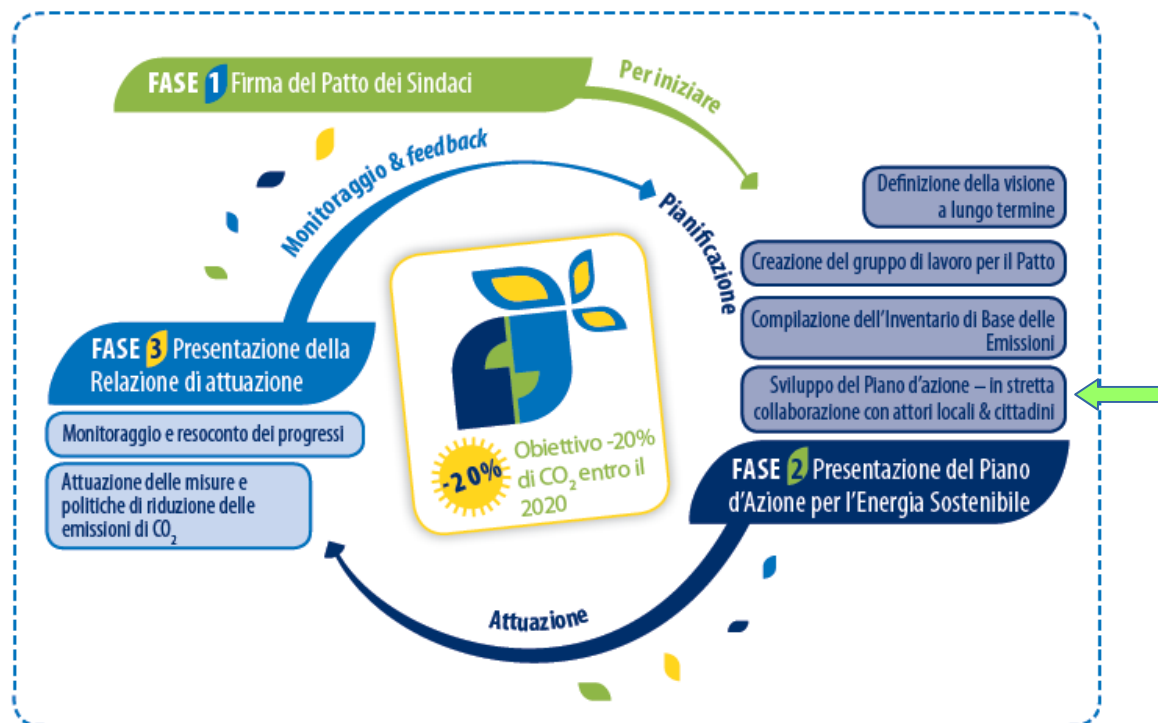 FASE 1 Firma del Patto dei Sindaci
Per iniziare
Monitoraggio & feedback
Pianificazione
Definizione della visione
a lungo termine
Creazione del gruppo di lavoro per il Patto
Compilazione dell'Inventario di Base delle
Emissioni
Sviluppo del Piano d'azione – in stretta
collaborazione con attori locali & cittadini
FASE 2 Presentazione del Piano
d'Azione per l'Energia Sostenibile
FASE 3 Presentazione della
Relazione di attuazione
Monitoraggio e resoconto dei progressi
Attuazione delle misure e
politiche di riduzione delle
emissioni di CO₂
-20%
Obiettivo -20%
di CO₂ entro il
2020
Attuazione